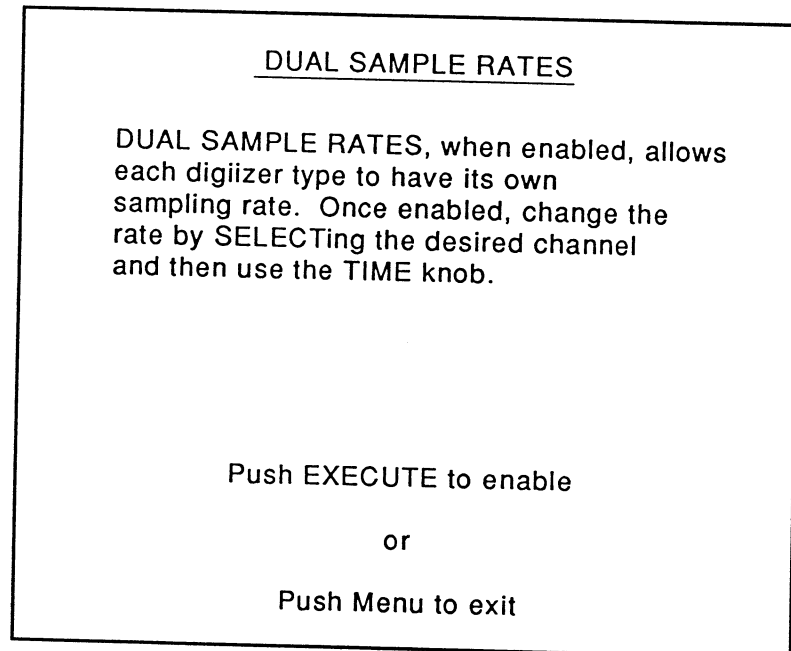 DUAL SAMPLE RATES
DUAL SAMPLE RATES, when enabled, allows
each digiizer type to have its own
sampling rate. Once enabled, change the
rate by SELECTing the desired channel
and then use the TIME knob.
Push EXECUTE to enable
or
Push Menu to exit